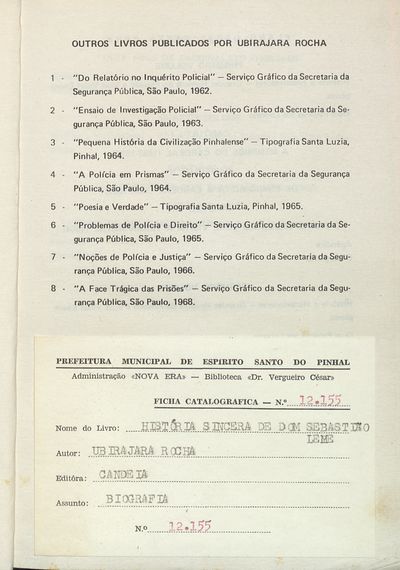 OUTROS LIVROS PUBLICADOS POR UBIRAJARA ROCHA
1 - "Do Relatório no Inquérito Policial" — Serviço Gráfico da Secretaria da
Segurança Pública, São Paulo, 1962.
2 - "Ensaio de Investigação Policial" — Serviço Gráfico da Secretaria da Se-
gurança Pública, São Paulo, 1963.
3 - "Pequena História da Civilização Pinhalense" — Tipografia Santa Luzia,
Pinhal, 1964.
4 - "A Polícia em Prismas" — Serviço Gráfico da Secretaria da Segurança
Pública, São Paulo, 1964.
5 - "Poesia e Verdade" — Tipografia Santa Luzia, Pinhal, 1965.
6 - "Problemas de Polícia e Direito" — Serviço Gráfico da Secretaria da Se-
gurança Pública, São Paulo, 1965.
7 - "Noções de Polícia e Justiça" — Serviço Gráfico da Secretaria da Segu-
rança Pública, São Paulo, 1966.
8 - "A Face Trágica das Prisões" — Serviço Gráfico da Secretaria da Segu-
rança Pública, São Paulo, 1968.
PREFEITURA MUNICIPAL DE ESPIRITO SANTO DO PINHAL
Administração «NOVA ERA» — Biblioteca «Dr. Vergueiro César»
FICHA CATALOGRAFICA — N.º 12.155
Nome do Livro: HISTÓRIA SINCERA DE DOM SEBASTIÃO
LEME
Autor: UBIRAJARA ROCHA
Editôra: CANDEIA
Assunto: BIOGRAFIA
N.º 12.155